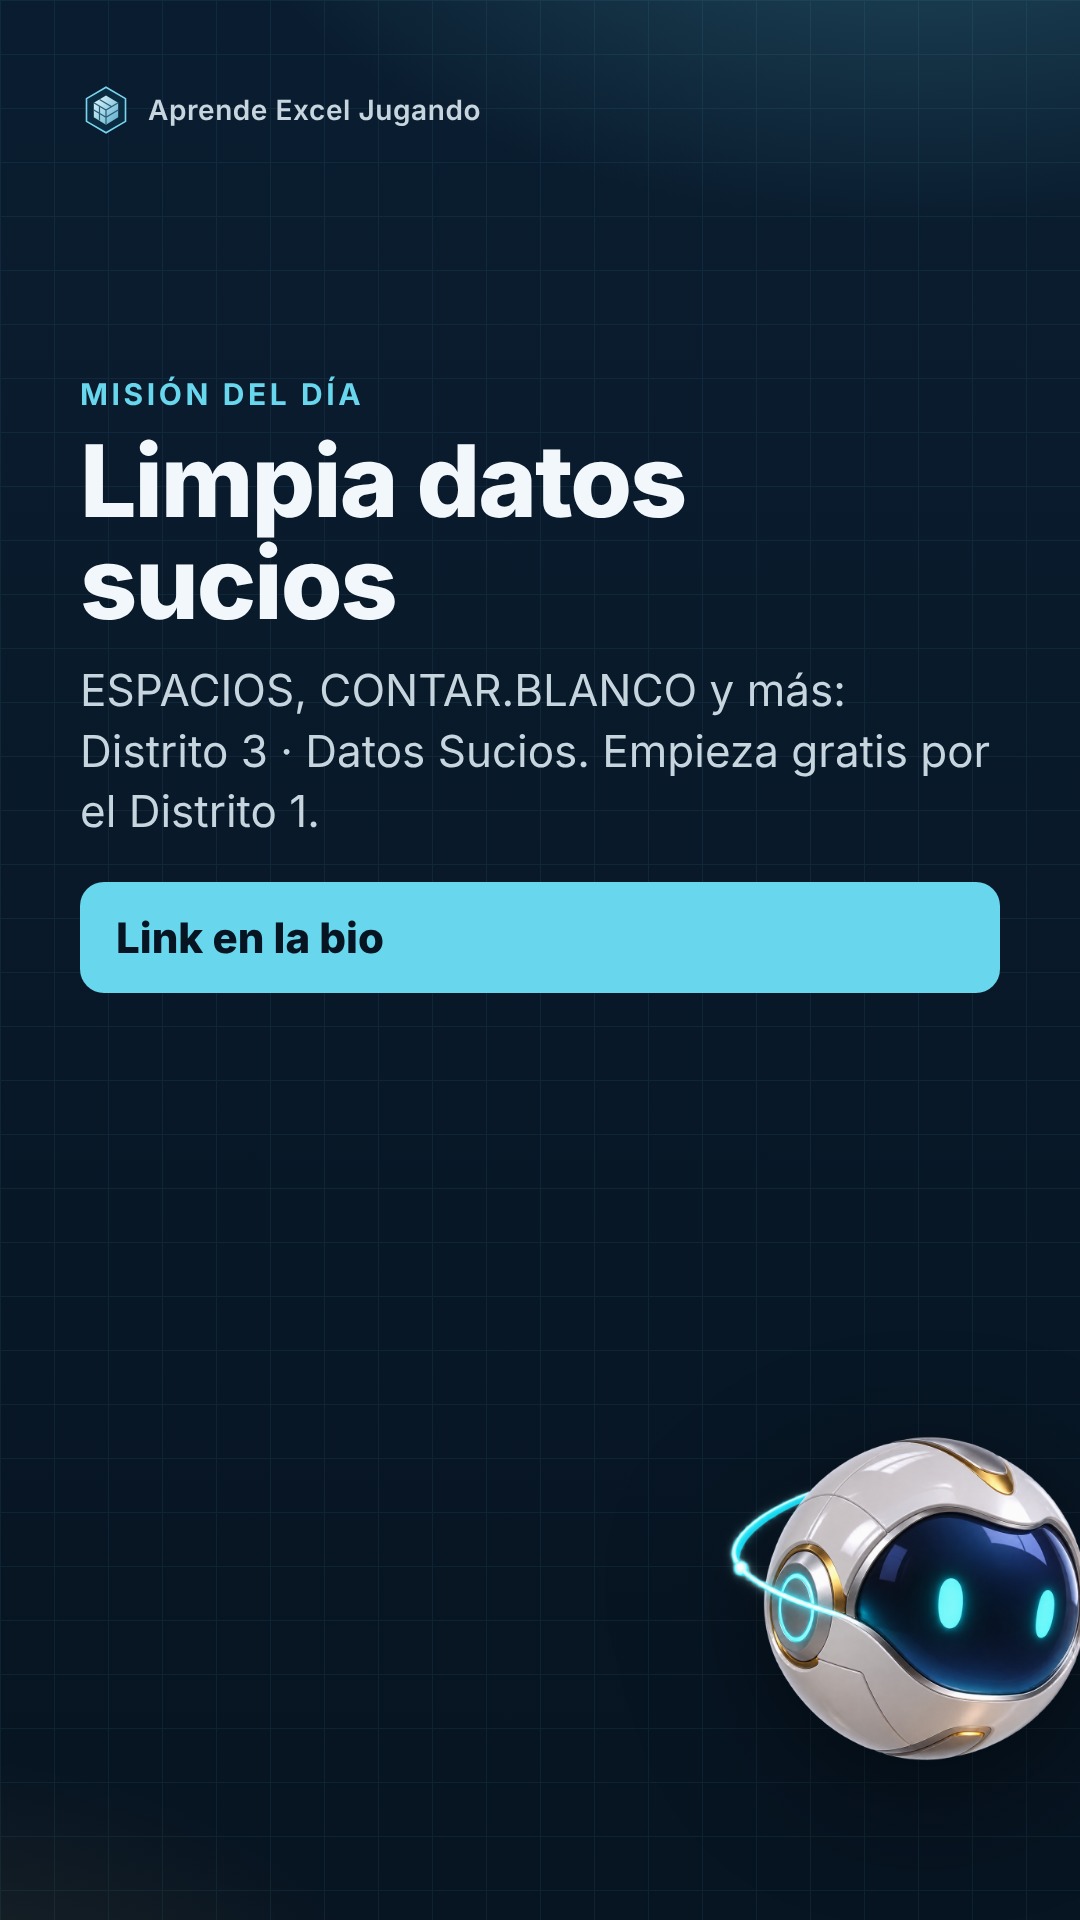 Aprende Excel Jugando
MISIÓN DEL DÍA
Limpia datos
sucios
ESPACIOS, CONTAR.BLANCO y más:
Distrito 3 · Datos Sucios. Empieza gratis por
el Distrito 1.
Link en la bio